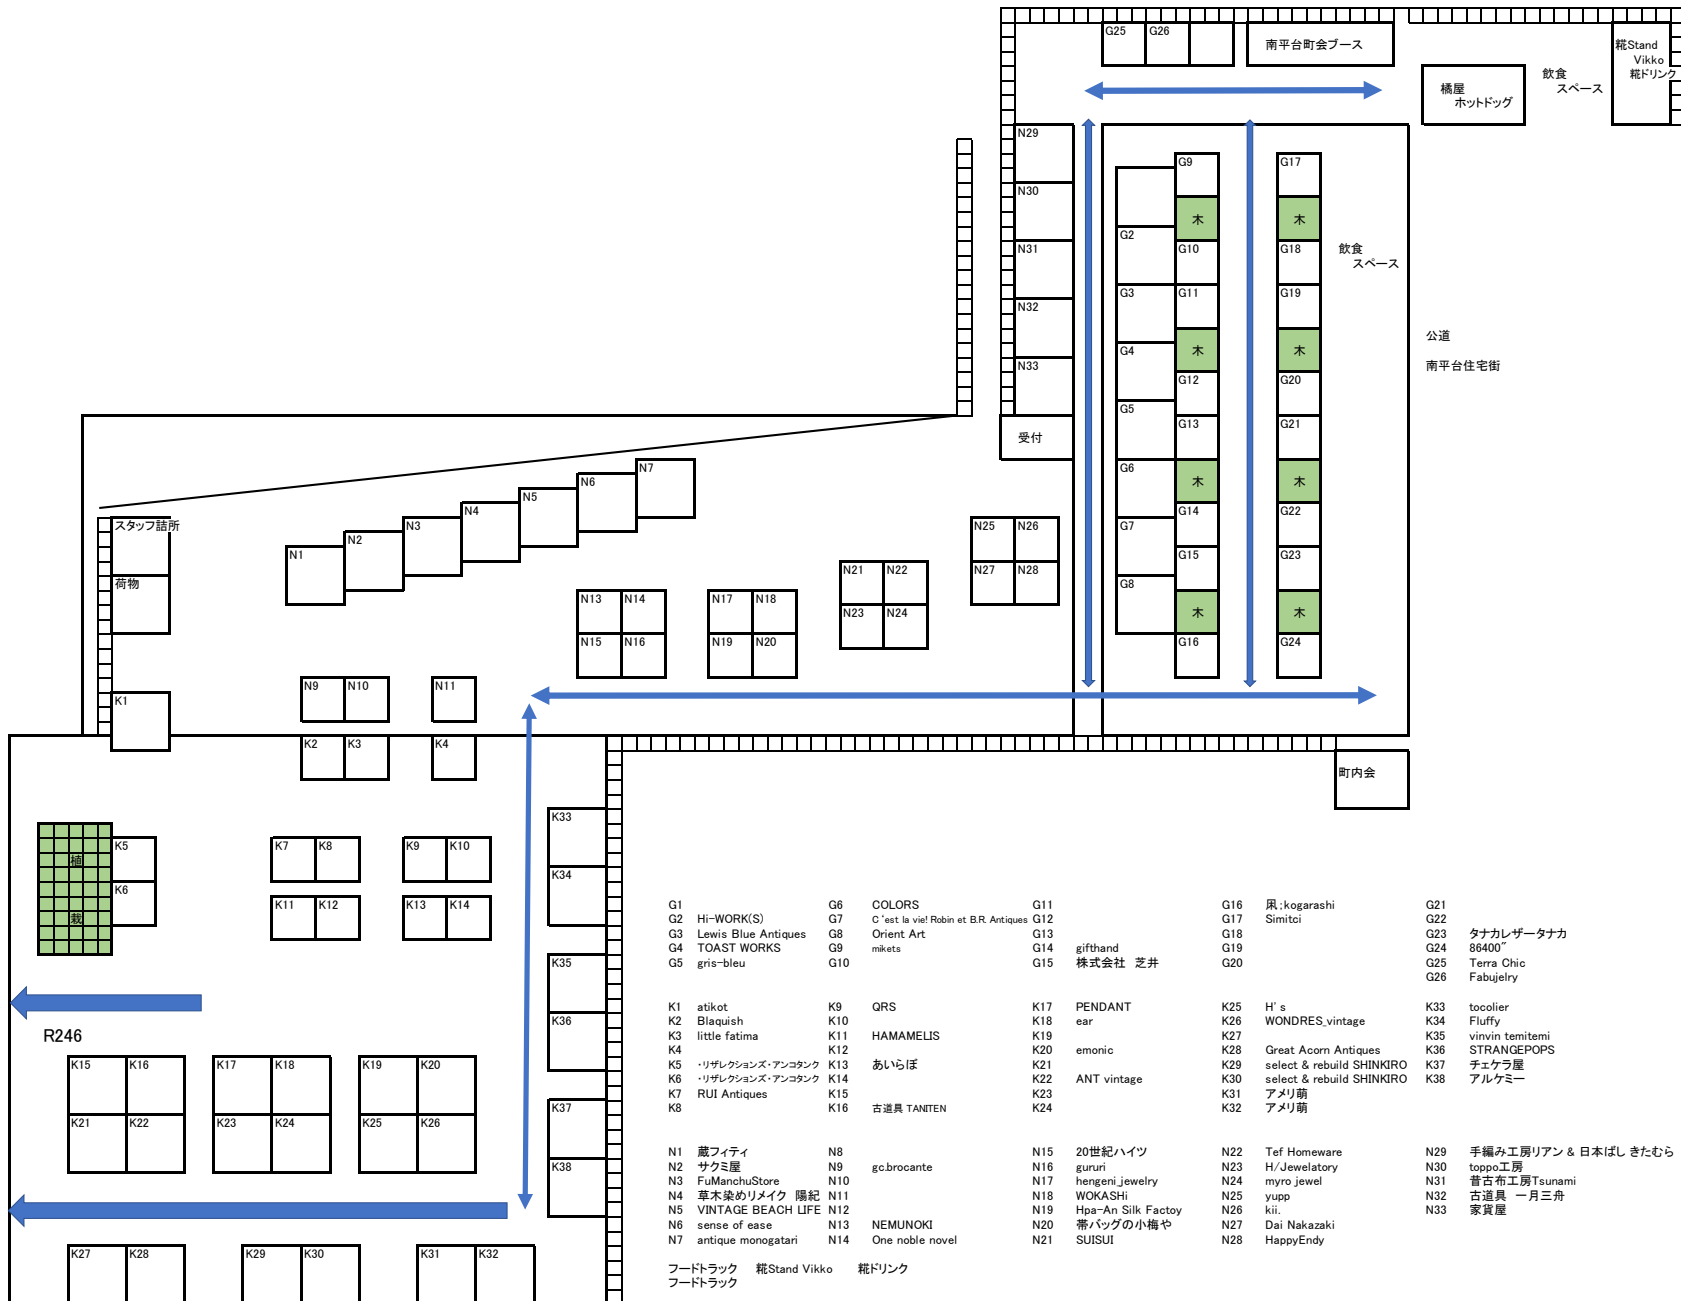 G25 G26
南平台町会ブース
糀Stand
Vikko
糀ドリンク
飲食
スペース
橘屋
ホットドッグ
N29
N30
N31
N32
N33
受付
G2
G3
G4
G5
G6
G7
G8
G9
木
G10
G11
木
G12
G13
木
G14
G15
木
G16
G17
木
G18
G19
木
G20
G21
木
G22
G23
木
G24
飲食
スペース
公道
南平台住宅街
スタッフ詰所
荷物
K1
N1
N2
N3
N4
N5
N6
N7
N13 N14
N15 N16
N17 N18
N19 N20
N21 N22
N23 N24
N25 N26
N27 N28
N9 N10 N11
K2 K3 K4
町内会
植
栽
K5
K6
K7 K8 K9 K10
K11 K12 K13 K14
K33
K34
K35
K36
K37
K38
R246
K15 K16 K17 K18 K19 K20
K21 K22 K23 K24 K25 K26
K27 K28 K29 K30 K31 K32
G1 G6 COLORS G11 G16 凩;kogarashi G21
G2 Hi-WORK(S) G7 C'est la vie! Robin et B.R. Antiques G12 G17 Simitci G22
G3 Lewis Blue Antiques G8 Orient Art G13 G18 G23 タナカレザータナカ
G4 TOAST WORKS G9 mikets G14 gifthand G19 G24 86400″
G5 gris-bleu G10 G15 株式会社 芝井 G20 G25 Terra Chic
G26 Fabujelry
K1 atikot K9 QRS K17 PENDANT K25 H's K33 tocolier
K2 Blaquish K10 K18 ear K26 WONDRES_vintage K34 Fluffy
K3 little fatima K11 HAMAMELIS K19 K27 K35 vinvin temitemi
K4 K12 K20 emonic K28 Great Acorn Antiques K36 STRANGEPOPS
K5 ・リザレクションズ・アンコタンク K13 あいらぼ K21 K29 select & rebuild SHINKIRO K37 チェケラ屋
K6 ・リザレクションズ・アンコタンク K14 K22 ANT vintage K30 select & rebuild SHINKIRO K38 アルケミー
K7 RUI Antiques K15 K23 K31 アメリ萌
K8 K16 古道具 TANITEN K24 K32 アメリ萌
N1 蔵フィティ N8 N15 20世紀ハイツ N22 Tef Homeware N29 手編み工房リアン & 日本ばし きたむら
N2 サクミ屋 N9 gc.brocante N16 gururi N23 H/Jewelatory N30 toppo工房
N3 FuManchuStore N10 N17 hengeni_jewelry N24 myro jewel N31 昔古布工房Tsunami
N4 草木染めリメイク 陽紀 N11 N18 WOKASHi N25 yupp N32 古道具 一月三舟
N5 VINTAGE BEACH LIFE N12 N19 Hpa-An Silk Factoy N26 kii. N33 家貨屋
N6 sense of ease N13 NEMUNOKI N20 帯バッグの小梅や N27 Dai Nakazaki
N7 antique monogatari N14 One noble novel N21 SUISUI N28 HappyEndy
フードトラック 糀Stand Vikko 糀ドリンク
フードトラック